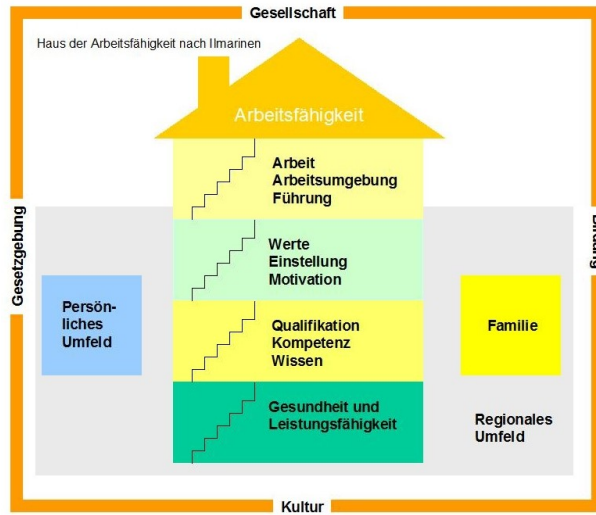 Gesellschaft
Haus der Arbeitsfähigkeit nach Ilmarinen
Arbeitsfähigkeit
Arbeit
Arbeitsumgebung
Führung
Gesetzgebung
Werte
Einstellung
Motivation
Persön-
liches
Umfeld
Qualifikation
Kompetenz
Wissen
Familie
Gesundheit und
Leistungsfähigkeit
Regionales
Umfeld
Kultur